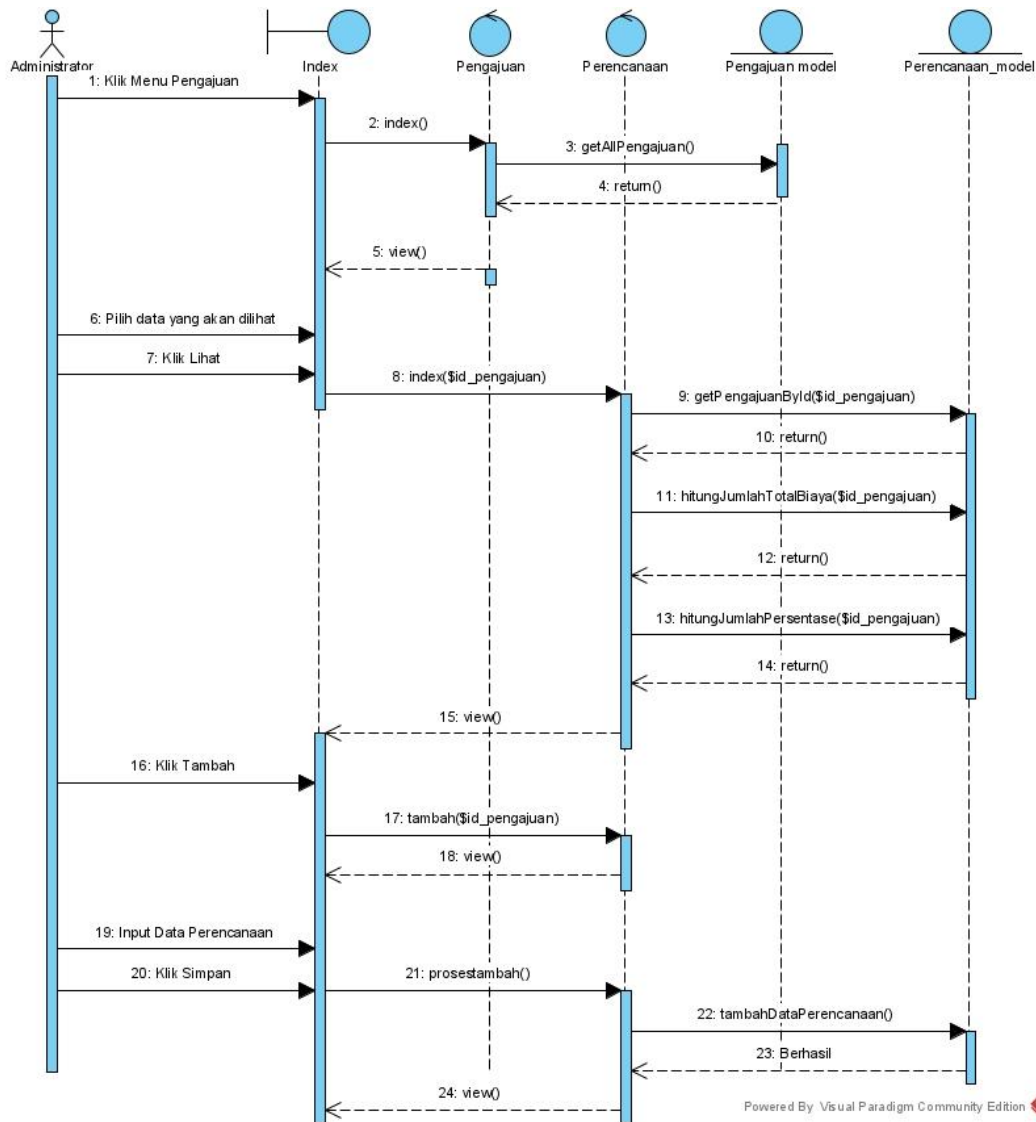 Administrator
Index
Pengajuan
Perencanaan
Pengajuan model
Perencanaan_model
1: Klik Menu Pengajuan
2: index()
3: getAllPengajuan()
4: return()
5: view()
6: Pilih data yang akan dilihat
7: Klik Lihat
8: index($id_pengajuan)
9: getPengajuanById($id_pengajuan)
10: return()
11: hitungJumlahTotalBiaya($id_pengajuan)
12: return()
13: hitungJumlahPersentase($id_pengajuan)
14: return()
15: view()
16: Klik Tambah
17: tambah($id_pengajuan)
18: view()
19: Input Data Perencanaan
20: Klik Simpan
21: prosestambah()
22: tambahDataPerencanaan()
23: Berhasil
24: view()
Powered By Visual Paradigm Community Edition